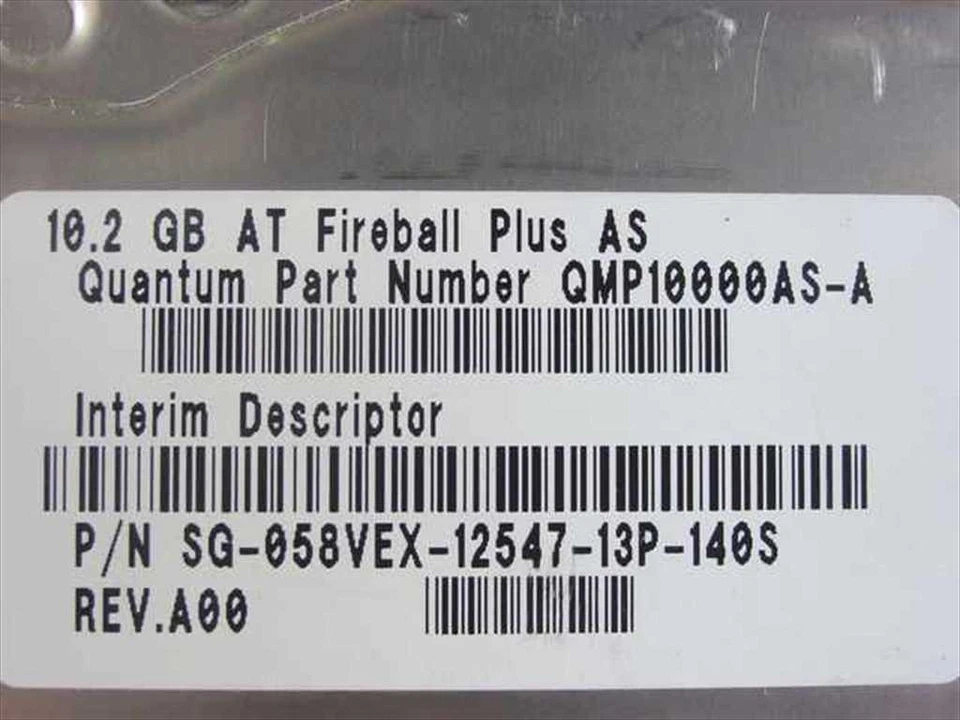 10.2 GB AT Fireball Plus AS
Quantum Part Number QMP10000AS-A
Interim Descriptor
P/N SG-058VEX-12547-13P-140S
REV.A00